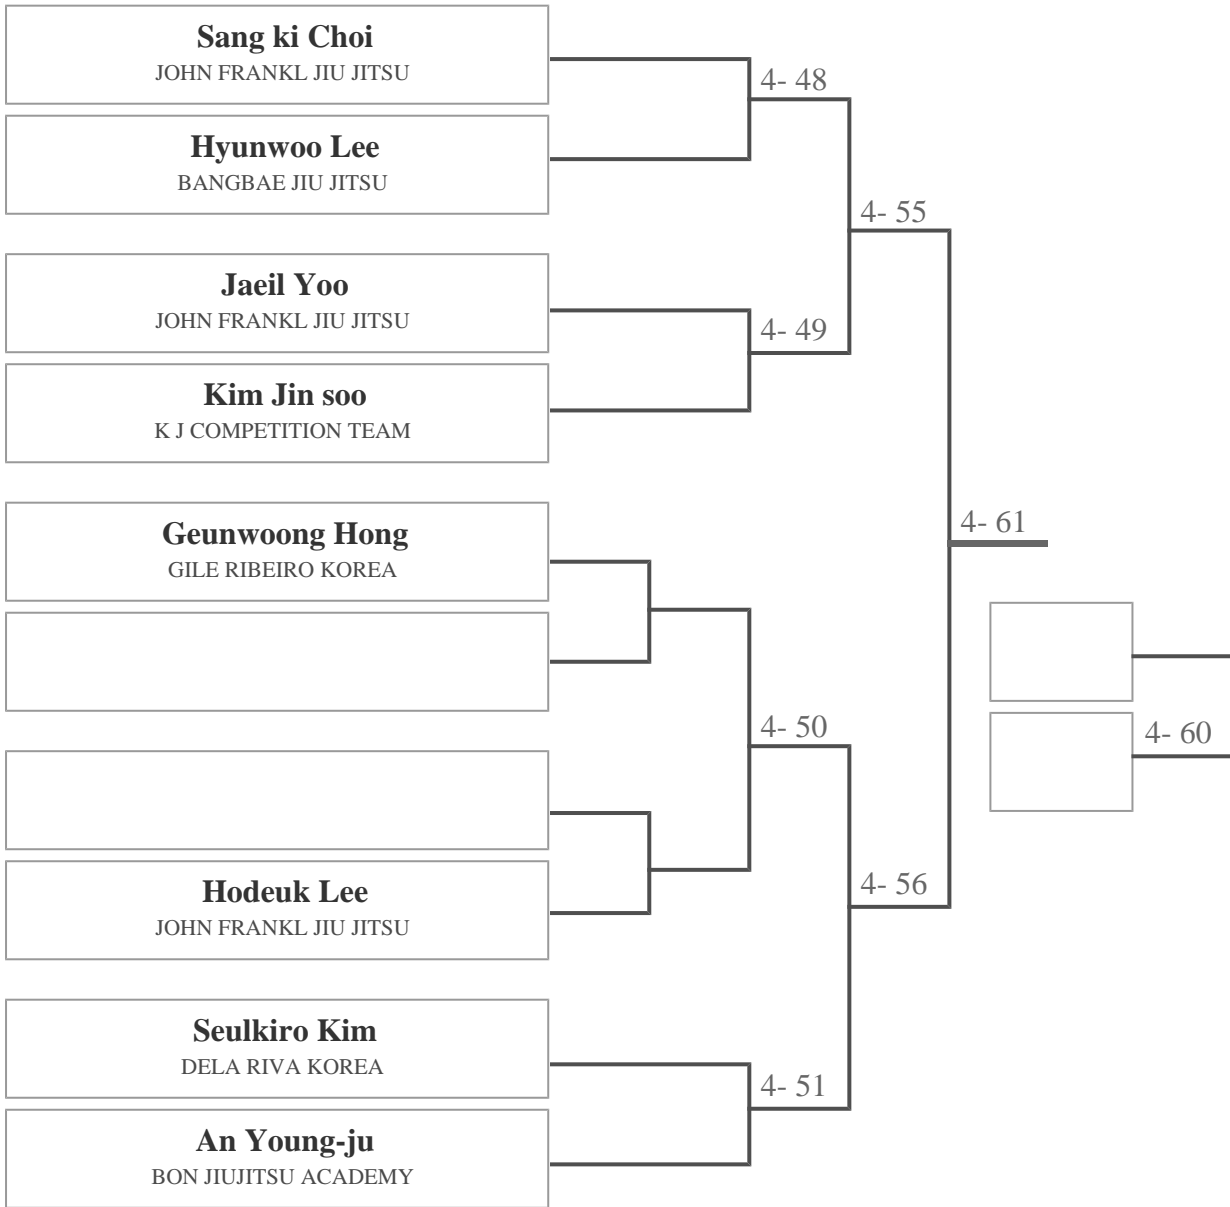 Sang ki Choi
JOHN FRANKL JIU JITSU
4- 48
Hyunwoo Lee
BANGBAE JIU JITSU
4- 55
Jaeil Yoo
JOHN FRANKL JIU JITSU
4- 49
Kim Jin soo
K J COMPETITION TEAM
4- 61
Geunwoong Hong
GILE RIBEIRO KOREA
4- 50
4- 60
Hodeuk Lee
JOHN FRANKL JIU JITSU
4- 56
Seulkiro Kim
DELA RIVA KOREA
4- 51
An Young-ju
BON JIUJITSU ACADEMY